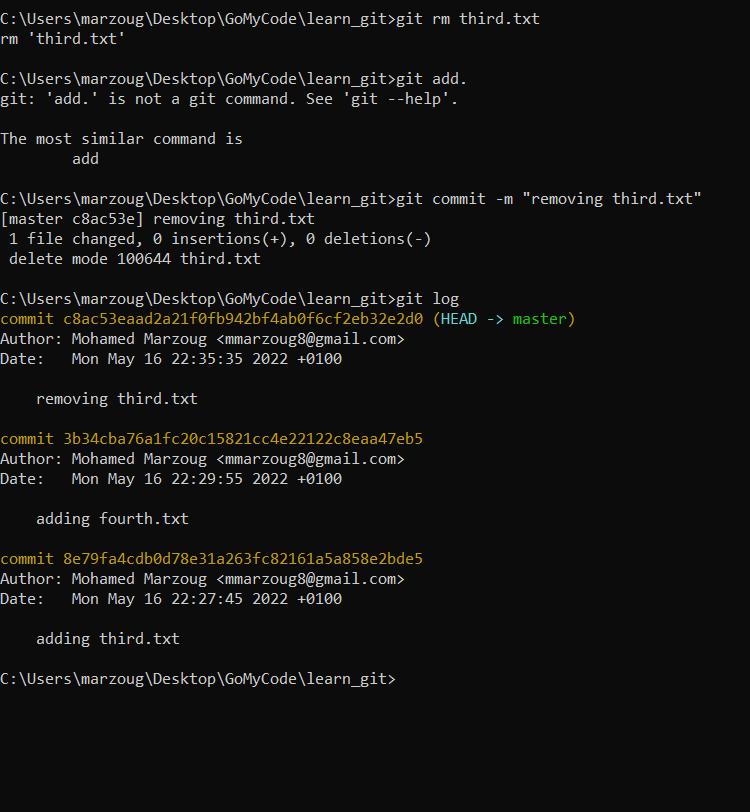 C:\Users\marzoug\Desktop\GoMyCode\learn_git>git rm third.txt
rm 'third.txt'
C:\Users\marzoug\Desktop\GoMyCode\learn_git>git add.
git: 'add.' is not a git command. See 'git --help'.
The most similar command is
        add
C:\Users\marzoug\Desktop\GoMyCode\learn_git>git commit -m "removing third.txt"
[master c8ac53e] removing third.txt
 1 file changed, 0 insertions(+), 0 deletions(-)
 delete mode 100644 third.txt
C:\Users\marzoug\Desktop\GoMyCode\learn_git>git log
commit c8ac53eaad2a21f0fb942bf4ab0f6cf2eb32e2d0 (HEAD -> master)
Author: Mohamed Marzoug <mmarzoug8@gmail.com>
Date:   Mon May 16 22:35:35 2022 +0100
    removing third.txt
commit 3b34cba76a1fc20c15821cc4e22122c8eaa47eb5
Author: Mohamed Marzoug <mmarzoug8@gmail.com>
Date:   Mon May 16 22:29:55 2022 +0100
    adding fourth.txt
commit 8e79fa4cdb0d78e31a263fc82161a5a858e2bde5
Author: Mohamed Marzoug <mmarzoug8@gmail.com>
Date:   Mon May 16 22:27:45 2022 +0100
    adding third.txt
C:\Users\marzoug\Desktop\GoMyCode\learn_git>